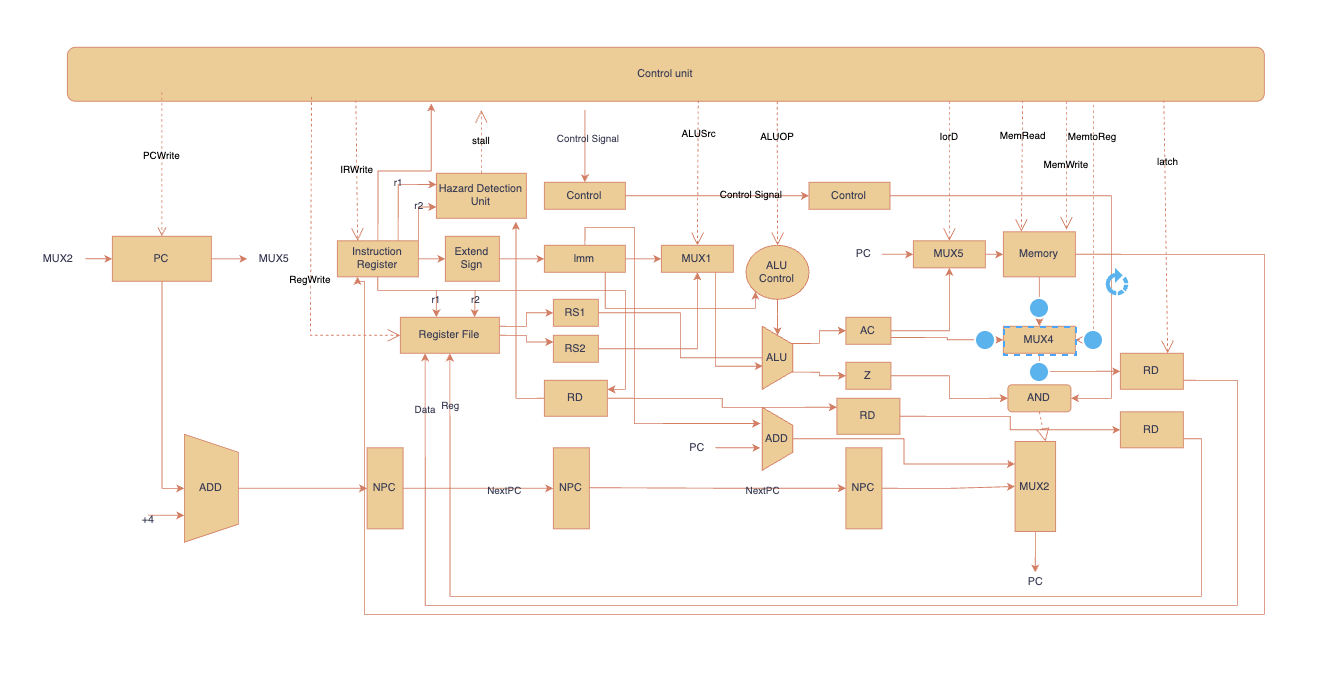 Control unit
PCWrite
IRWrite
stall
Control Signal
ALUSrc
ALUOP
IorD
MemRead
MemtoReg
MemWrite
latch
r1
r2
Hazard Detection
Unit
Control
Control Signal
Control
MUX2
PC
MUX5
RegWrite
Instruction
Register
Extend
Sign
Imm
MUX1
ALU
Control
PC
MUX5
Memory
r1
r2
Register File
RS1
RS2
ALU
AC
Z
MUX4
RD
AND
RD
RD
RD
Data
Reg
PC
ADD
ADD
+4
NPC
NextPC
NPC
NextPC
NPC
MUX2
PC